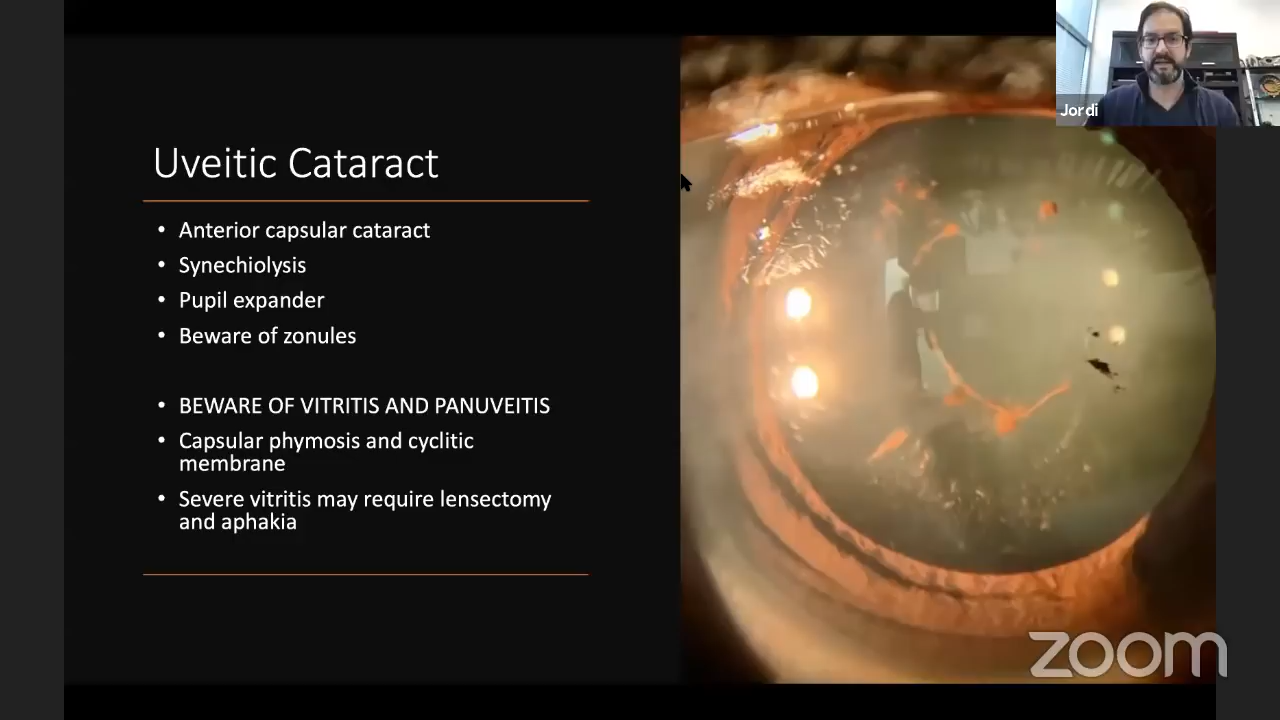 Jordi
Uveitic Cataract
• Anterior capsular cataract
• Synechiolysis
• Pupil expander
• Beware of zonules
• BEWARE OF VITRITIS AND PANUVEITIS
• Capsular phymosis and cyclitic
membrane
• Severe vitritis may require lensectomy
and aphakia
zoom